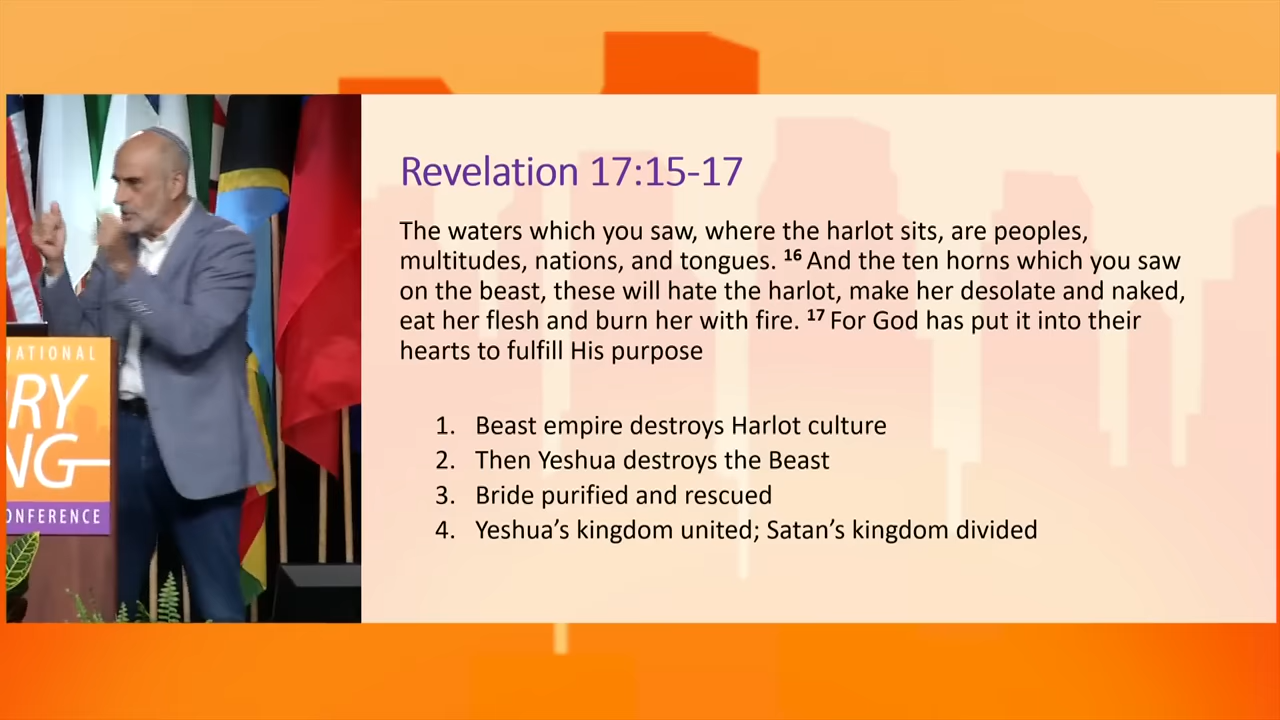 Revelation 17:15-17
The waters which you saw, where the harlot sits, are peoples,
multitudes, nations, and tongues. 16 And the ten horns which you saw
on the beast, these will hate the harlot, make her desolate and naked,
eat her flesh and burn her with fire. 17 For God has put it into their
hearts to fulfill His purpose
1. Beast empire destroys Harlot culture
2. Then Yeshua destroys the Beast
3. Bride purified and rescued
4. Yeshua’s kingdom united; Satan’s kingdom divided
NATIONAL
RY
NG
ONFERENCE